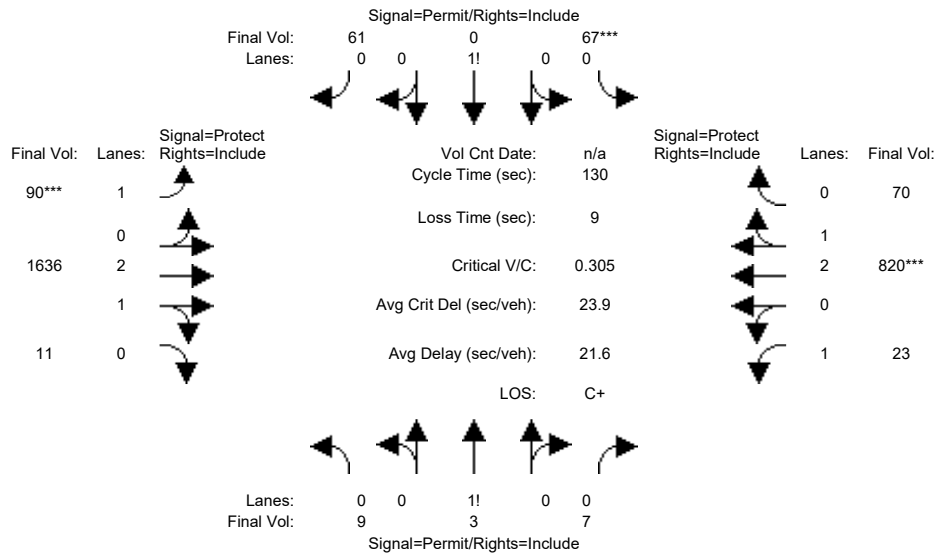 Signal=Permit/Rights=Include
Final Vol: 61 0 67***
Lanes: 0 0 1! 0 0
Signal=Protect Signal=Protect
Final Vol: Lanes: Rights=Include Vol Cnt Date: n/a Rights=Include Lanes: Final Vol:
Cycle Time (sec): 130
90*** 1 0 70
Loss Time (sec): 9
0 1
1636 2 Critical V/C: 0.305 2 820***
1 Avg Crit Del (sec/veh): 23.9 0
11 0 Avg Delay (sec/veh): 21.6 1 23
LOS: C+
Lanes: 0 0 1! 0 0
Final Vol: 9 3 7
Signal=Permit/Rights=Include